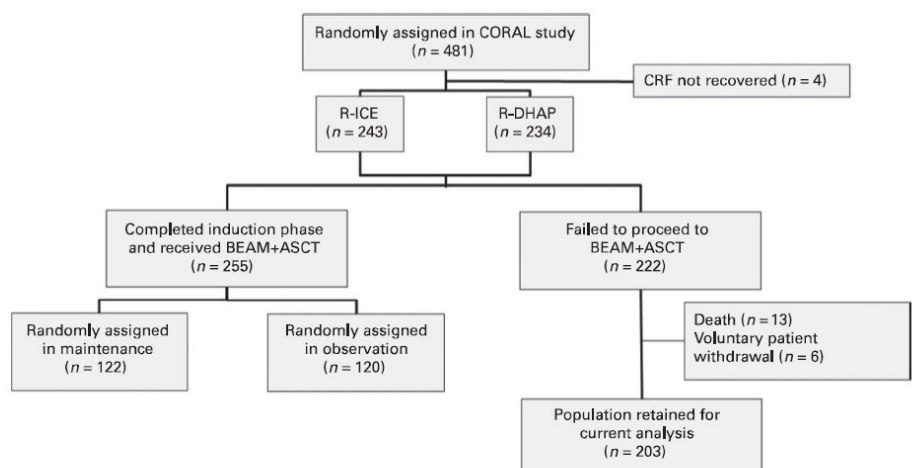 Randomly assigned in CORAL study
(n = 481)
CRF not recovered (n = 4)
R-ICE
(n = 243)
R–DHAP
(n = 234)
Completed induction phase
and received BEAM+ASCT
(n = 255)
Failed to proceed to
BEAM+ASCT
(n = 222)
Randomly assigned
in maintenance
(n = 122)
Randomly assigned
in observation
(n = 120)
Death (n = 13)
Voluntary patient
withdrawal (n = 6)
Population retained for
current analysis
(n = 203)